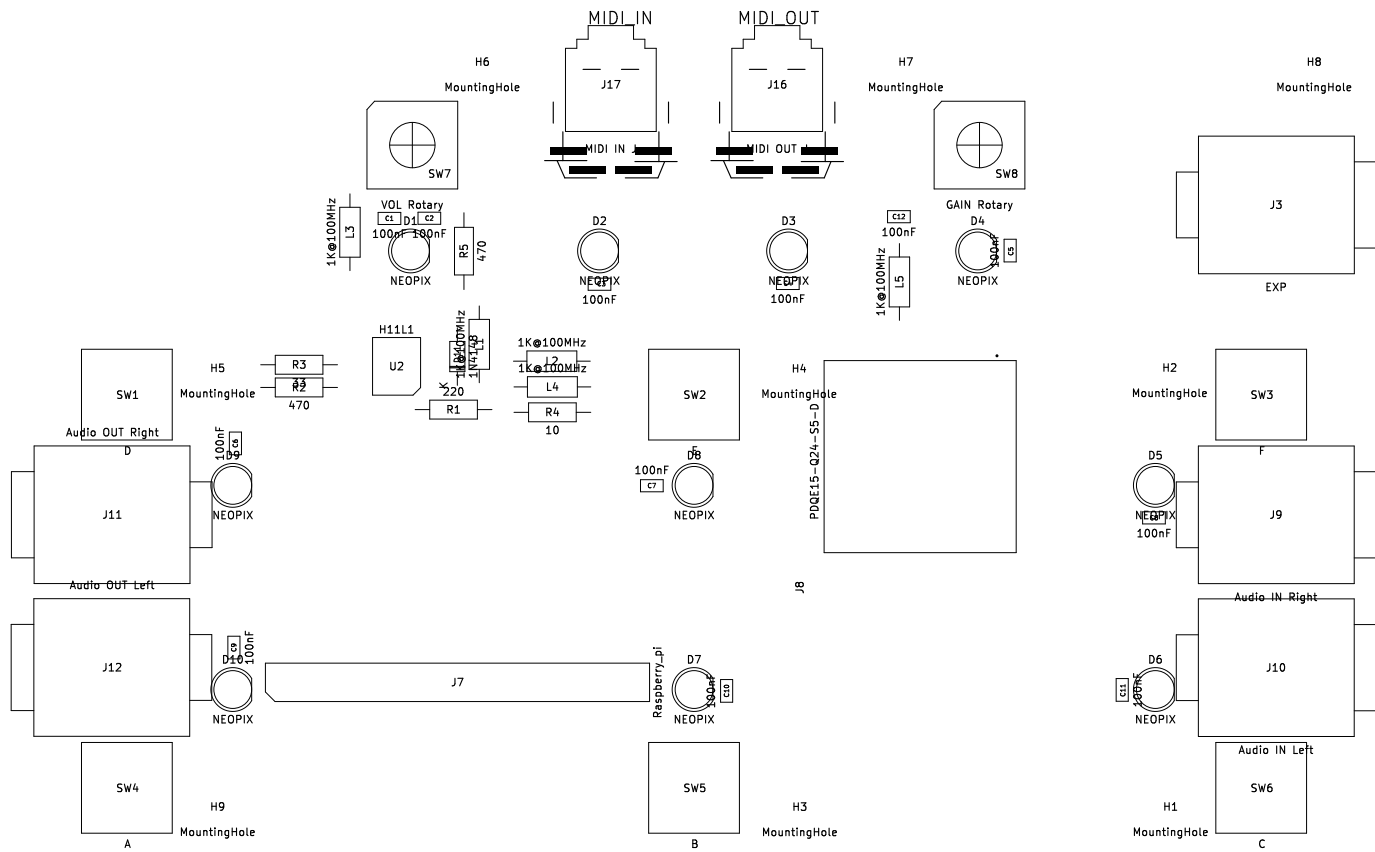 MIDI_IN
MIDI_OUT
H6
MountingHole
J17
J16
H7
MountingHole
H8
MountingHole
MIDI IN J
MIDI OUT J
SW7
VOL Rotary
SW8
GAIN Rotary
J3
EXP
1K@100MHz
L3
C1
100nF
C2
100nF
D1
NEOPIX
R5
470
D2
NEOPIX
100nF
D3
NEOPIX
100nF
C12
100nF
1K@100MHz
L5
D4
NEOPIX
100nF
C5
H11L1
U2
R3
33
R2
470
1K@100MHz
L1
1N4148
1K@100MHz
L2
1K@100MHz
L4
R4
10
K
220
R1
SW1
D
H5
MountingHole
SW2
H4
MountingHole
PDQE15-Q24-S5-D
H2
MountingHole
SW3
F
Audio OUT Right
J11
100nF
C6
D9
NEOPIX
100nF
C7
D8
NEOPIX
D5
NEOPIX
100nF
J9
Audio IN Right
J8
Audio OUT Left
J12
C9
100nF
D10
NEOPIX
J7
Raspberry_pi
D7
NEOPIX
100nF
C10
C11
100nF
D6
NEOPIX
J10
Audio IN Left
SW4
A
H9
MountingHole
SW5
B
H3
MountingHole
H1
MountingHole
SW6
C